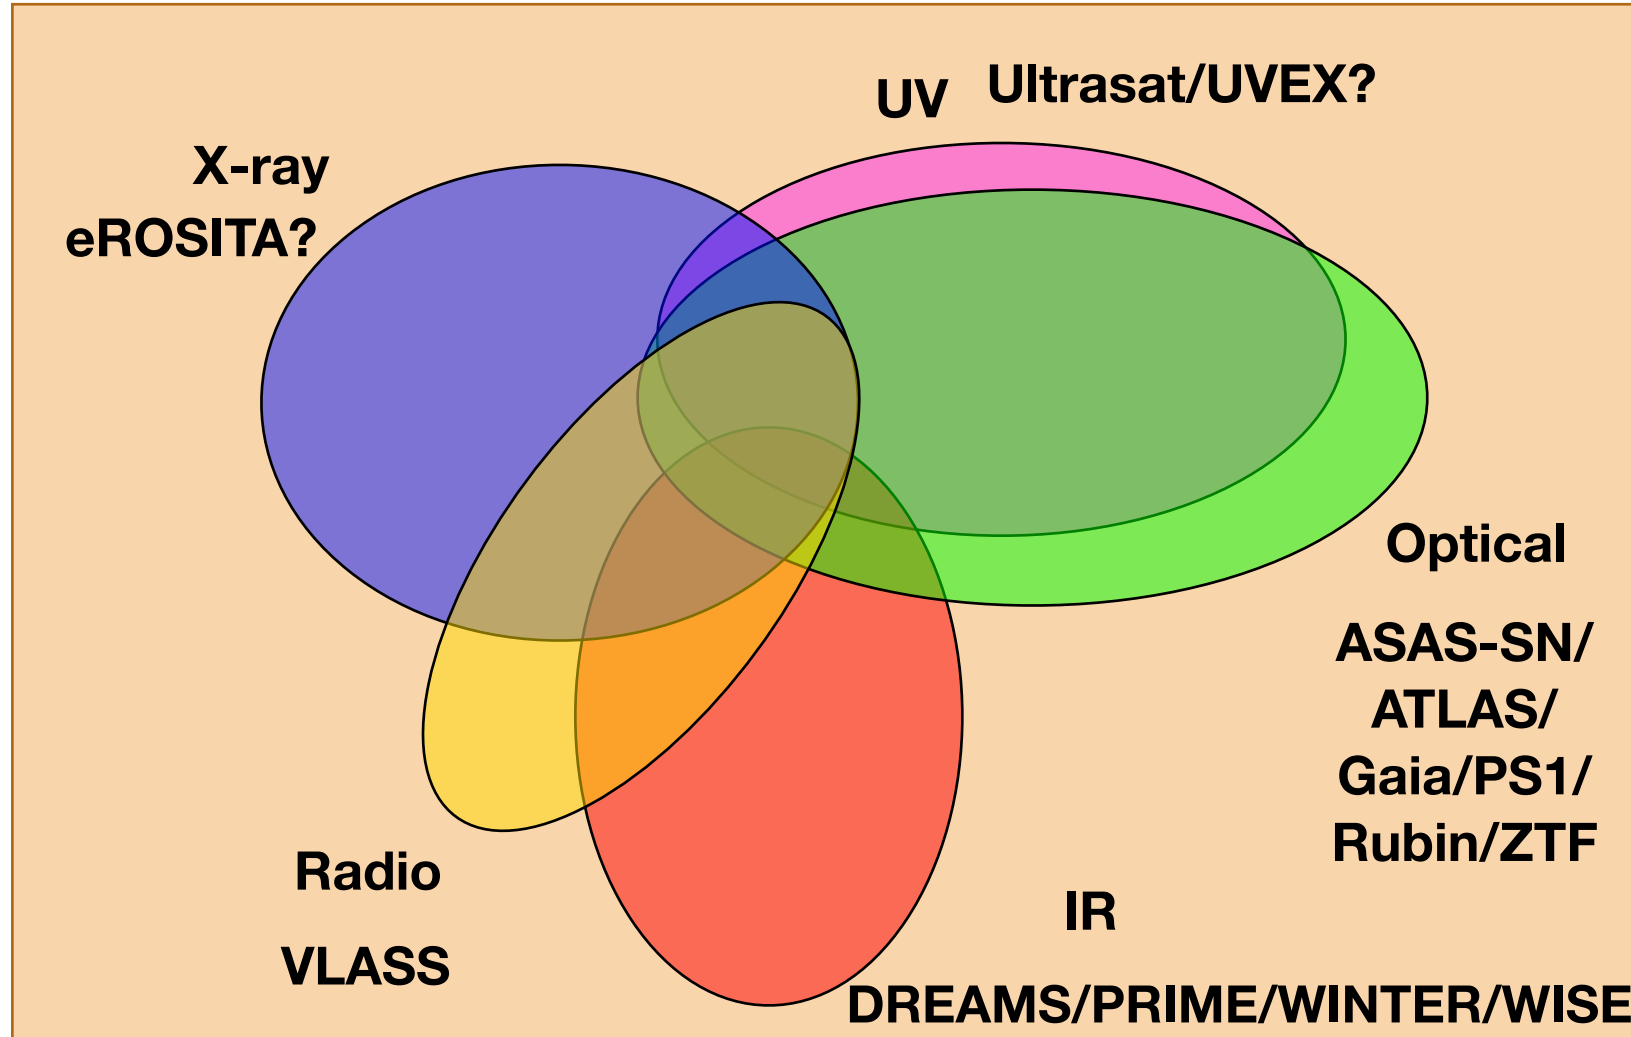 UV Ultrasat/UVEX?
X-ray
eROSITA?
Optical
ASAS-SN/
ATLAS/
Gaia/PS1/
Rubin/ZTF
Radio
VLASS
IR
DREAMS/PRIME/WINTER/WISE